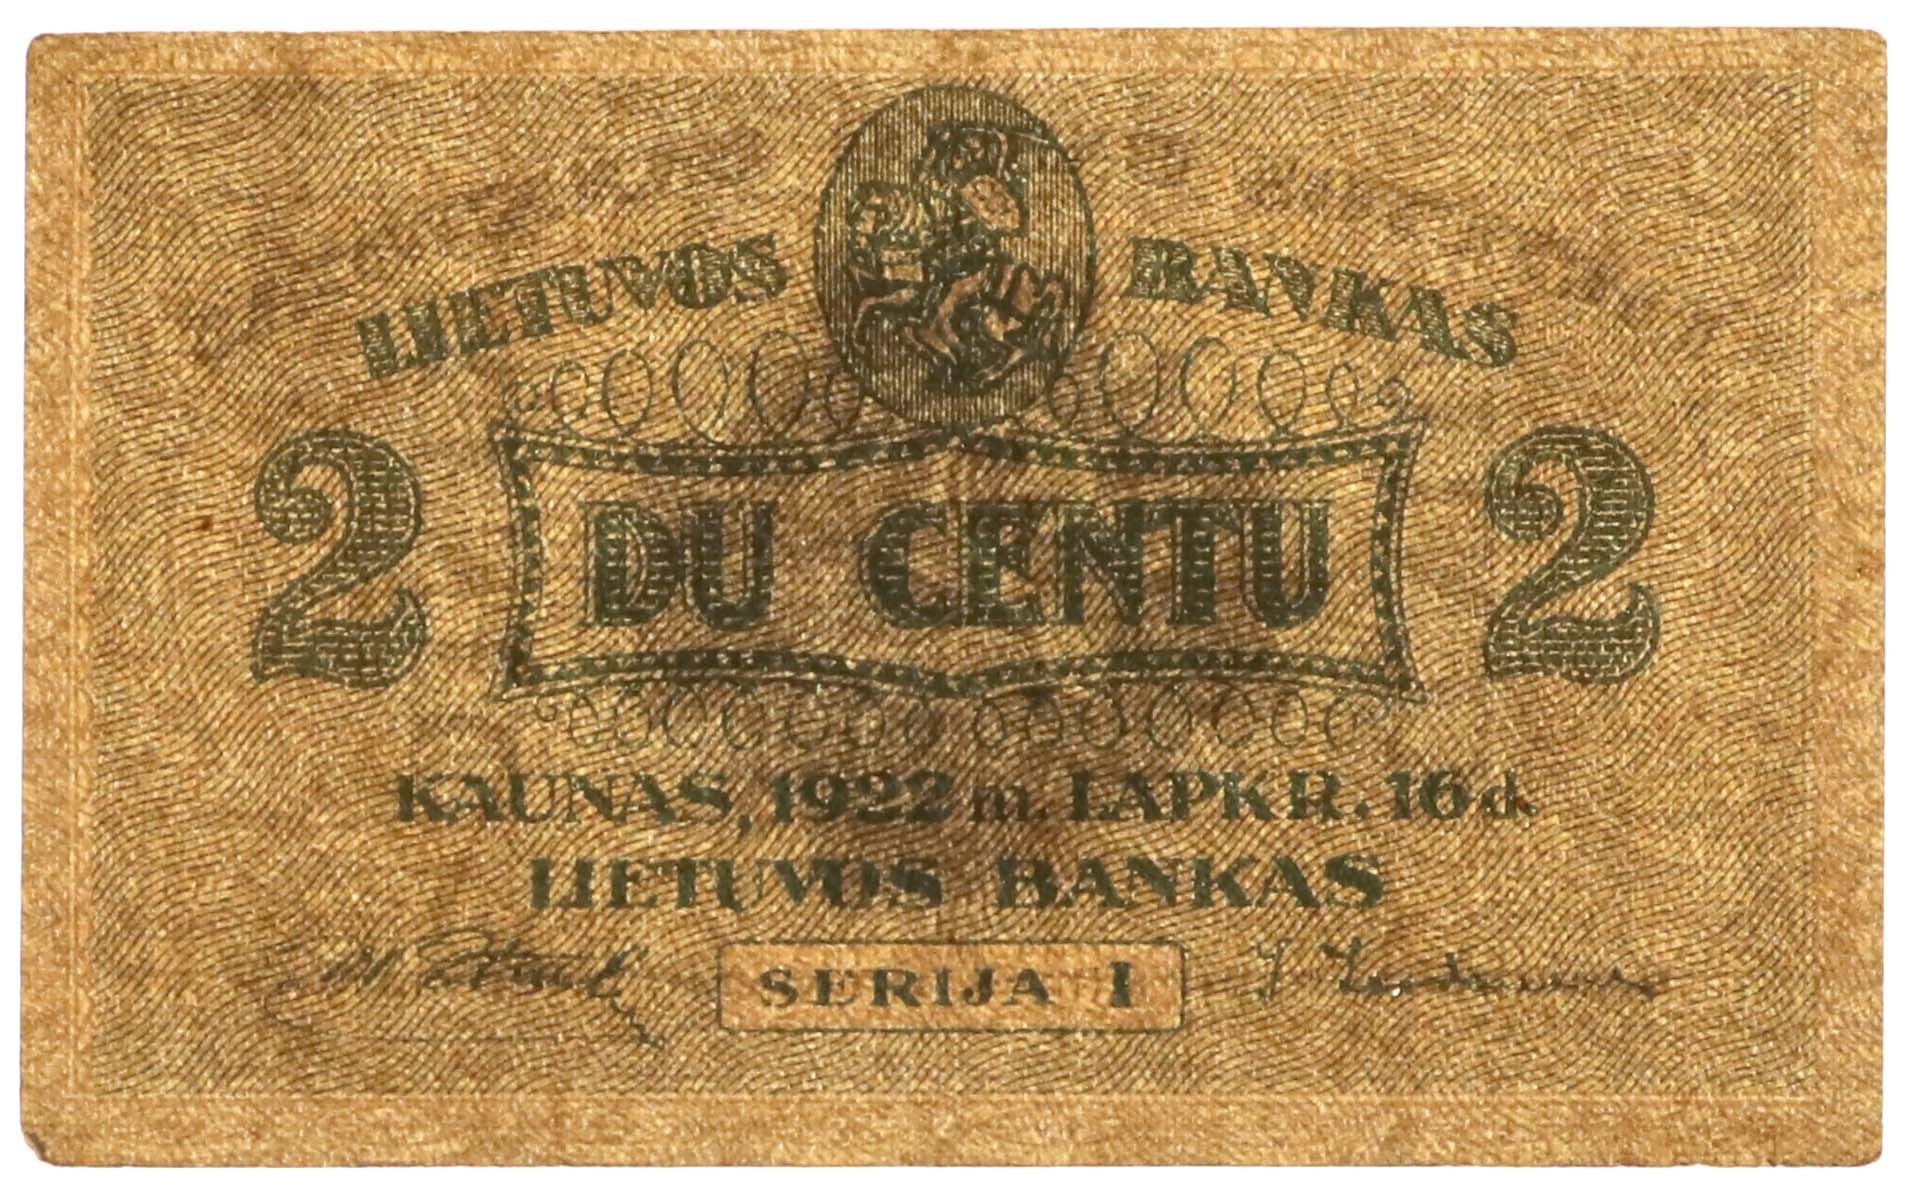 LIETUVOS BANKAS
2 DU CENTU 2
KAUNAS, 1922 m. LAPKR. 16 d.
LIETUVOS BANKAS
SERIJA I